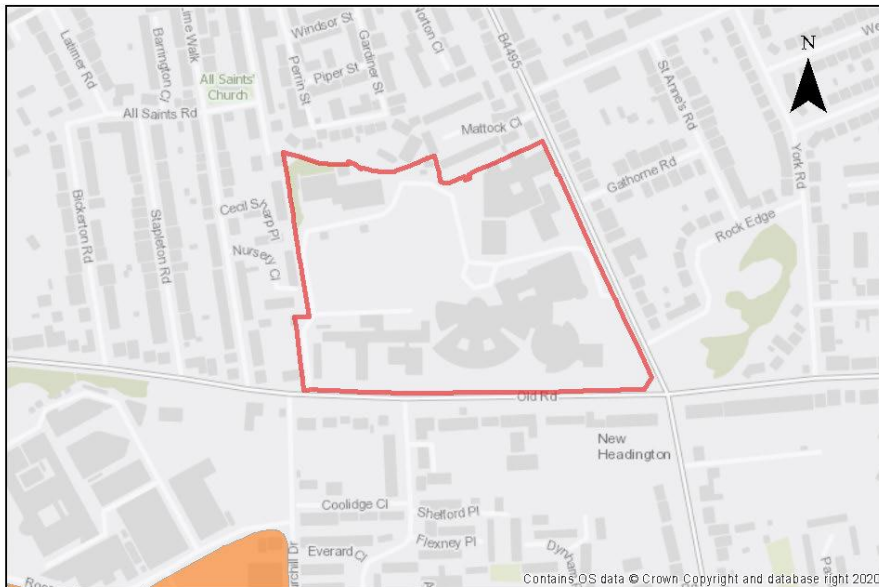 Windsor St
Norton Cl
B4495
N
Latimer Rd
Barrington Cl
Lime Walk
Perrin St
Gardiner St
Piper St
St Anne's Rd
All Saints'
Church
All Saints Rd
Mattock Cl
York Rd
Gathorne Rd
Bickerton Rd
Stapleton Rd
Cecil Sharp Pl
Rock Edge
Nursery Cl
Old Rd
New
Headington
Coolidge Cl
Shelford Pl
Flexney Pl
Everard Cl
Contains OS data © Crown Copyright and database right 2020